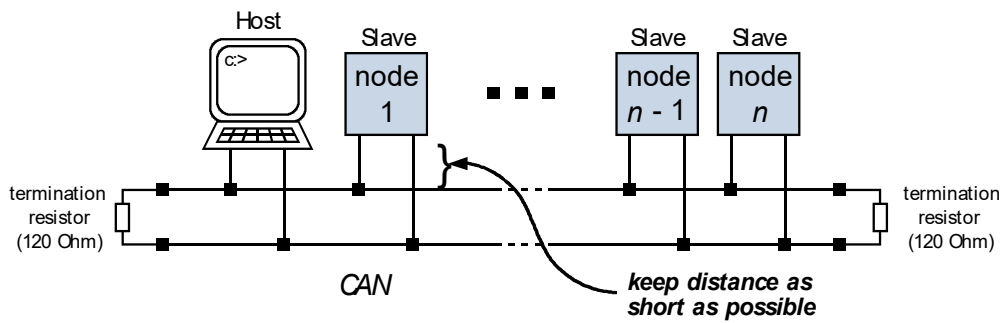 Host
Slave
Slave
Slave
c:>
node
1
node
n - 1
node
n
termination
resistor
(120 Ohm)
termination
resistor
(120 Ohm)
CAN
keep distance as
short as possible